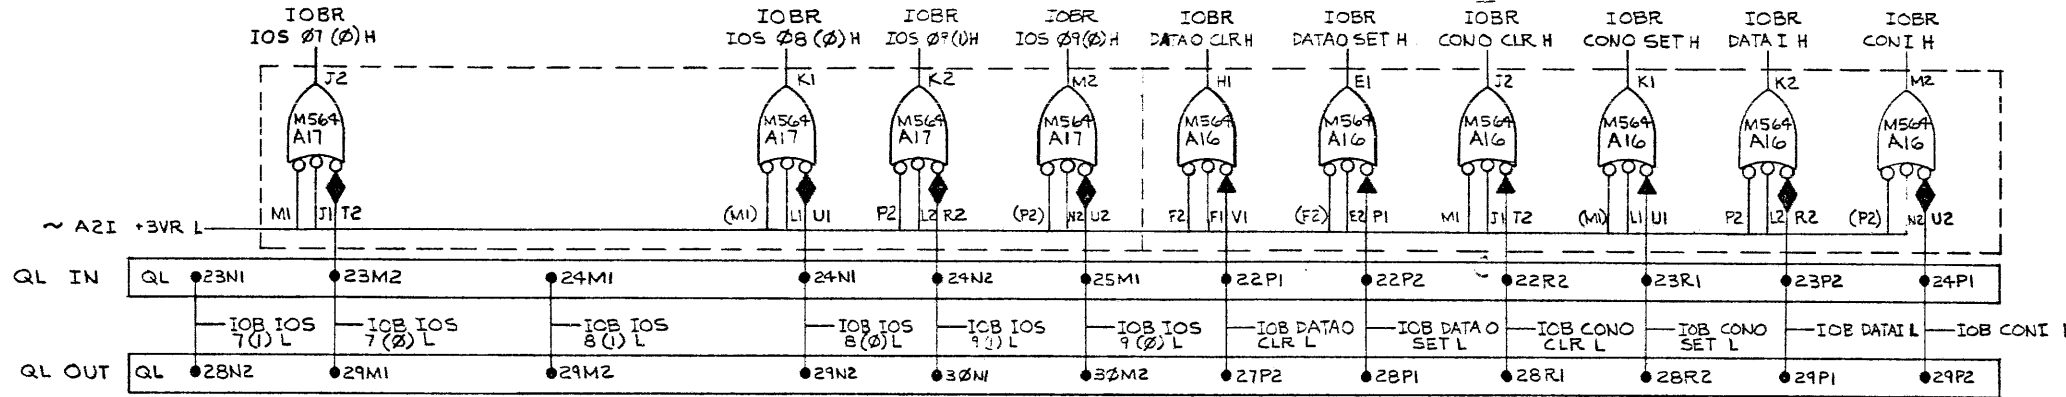 IOBR IOBR IOBR IOBR IOBR IOBR IOBR IOBR IOBR IOBR
IOS Ø7 (Ø) H IOS Ø8 (Ø) H IOS Ø9 (1) H IOS Ø9 (Ø) H DATAO CLR H DATAO SET H CONO CLR H CONO SET H DATA I H CONI H
J2 K1 K2 M2 H1 E1 J2 K1 K2 M2
M564 M564 M564 M564 M564 M564 M564 M564 M564 M564
A17 A17 A17 A17 A16 A16 A16 A16 A16 A16
M1 J1 T2 (M1) L1 U1 P2 L2 R2 (P2) N2 U2 F2 F1 V1 (F2) E2 P1 M1 J1 T2 (M1) L1 U1 P2 L2 R2 (P2) N2 U2
~ A2I +3VR L
QL IN QL 23N1 23M2 24M1 24N1 24N2 25M1 22P1 22P2 22R2 23R1 23P2 24P1
IOB IOS IOB IOS IOB IOS IOB IOS IOB IOS IOB IOS IOB DATAO IOB DATA O IOB CONO IOB CONO IOB DATAI L IOB CONI L
7(1) L 7(Ø) L 8(1) L 8(Ø) L 9(1) L 9(Ø) L CLR L SET L CLR L SET L
QL OUT QL 28N2 29M1 29M2 29N2 3ØN1 3ØM2 27P2 28P1 28R1 28R2 29P1 29P2